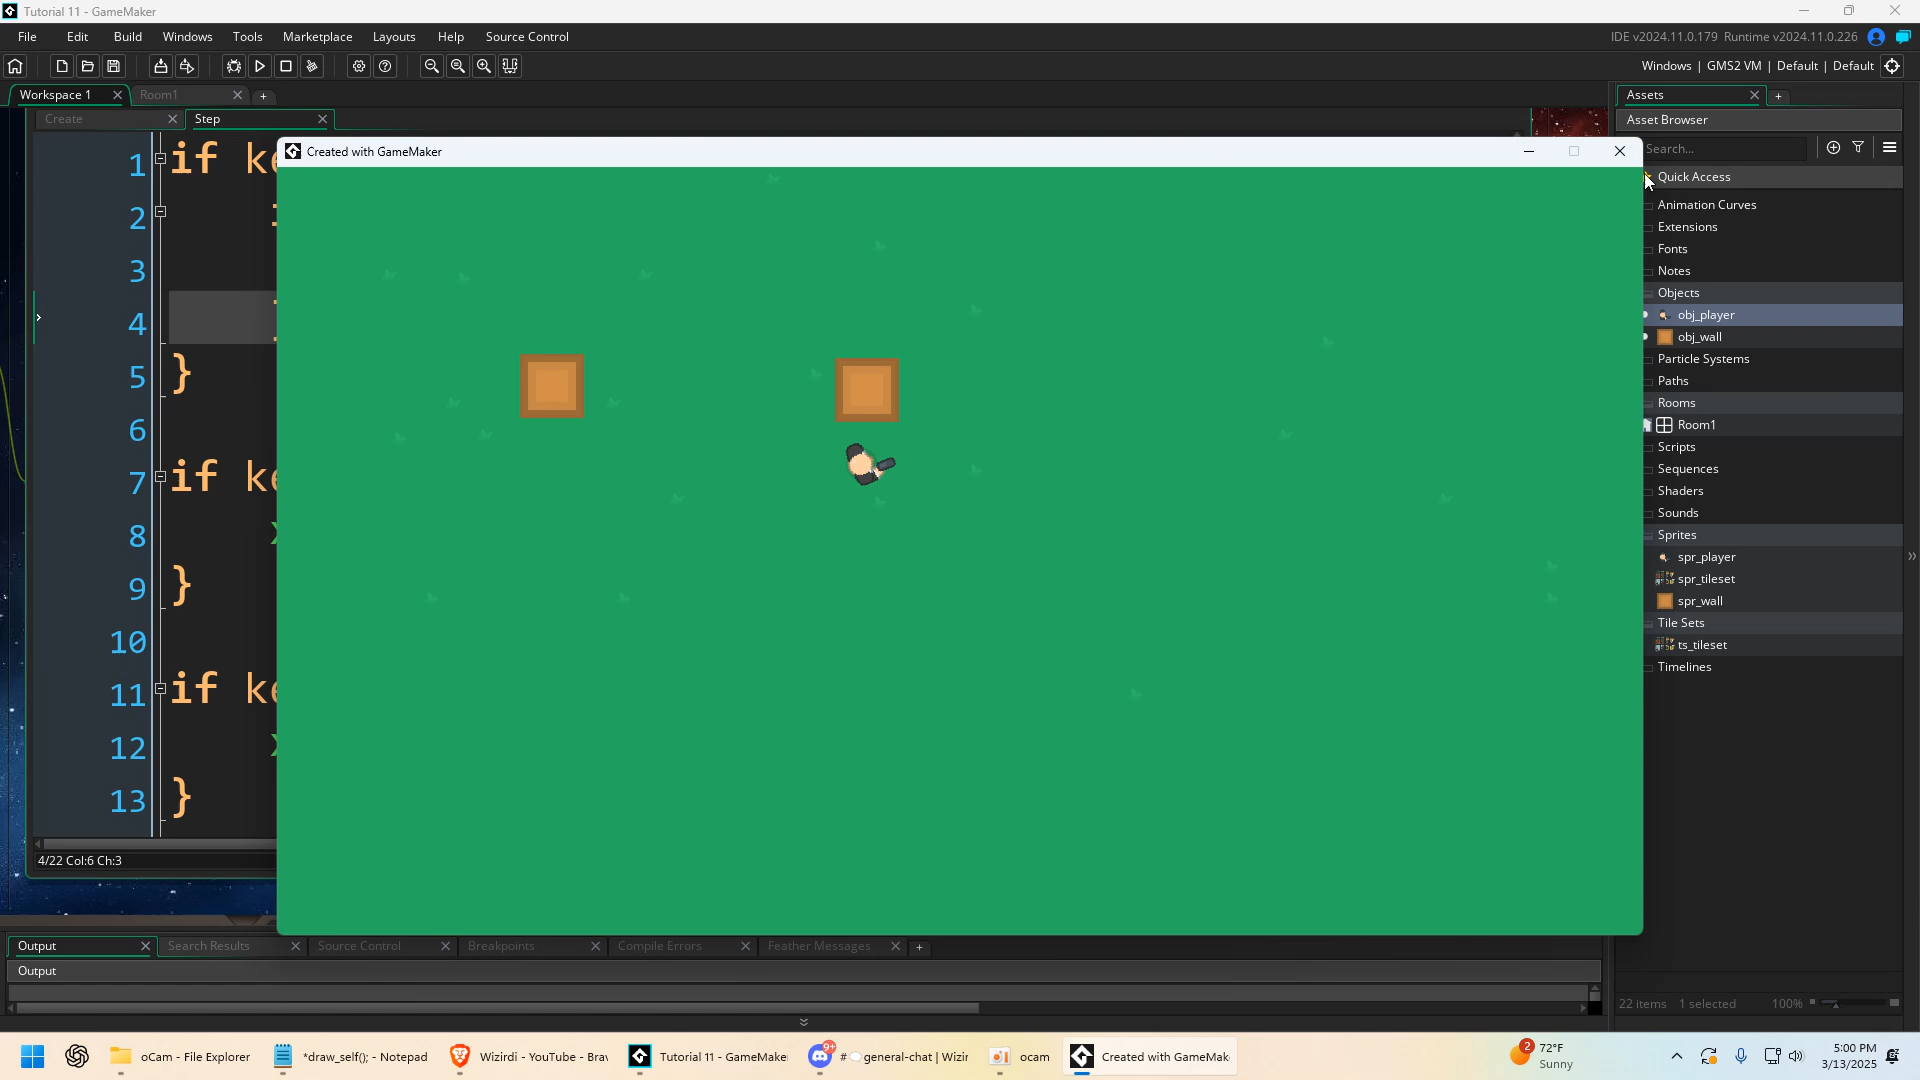 Tutorial 11 - GameMaker
File Edit Build Windows Tools Marketplace Layouts Help Source Control
IDE v2024.11.0.179 Runtime v2024.11.0.226
Windows | GMS2 VM | Default | Default
Workspace 1
Room1
Assets
Create
Step
Asset Browser
Created with GameMaker
Search...
1 if ke
2
3
4
5 }
6
7 if ke
8
9 }
10
11 if ke
12
13 }
Quick Access
Animation Curves
Extensions
Fonts
Notes
Objects
obj_player
obj_wall
Particle Systems
Paths
Rooms
Room1
Scripts
Sequences
Shaders
Sounds
Sprites
spr_player
spr_tileset
spr_wall
Tile Sets
ts_tileset
Timelines
4/22 Col:6 Ch:3
Output Search Results Source Control Breakpoints Compile Errors Feather Messages
Output
22 items 1 selected 100%
oCam - File Explorer
*draw_self(); - Notepad
Wizirdi - YouTube - Brav
Tutorial 11 - GameMake
9+
general-chat | Wizir
ocam
Created with GameMak
2
72°F
Sunny
5:00 PM
3/13/2025